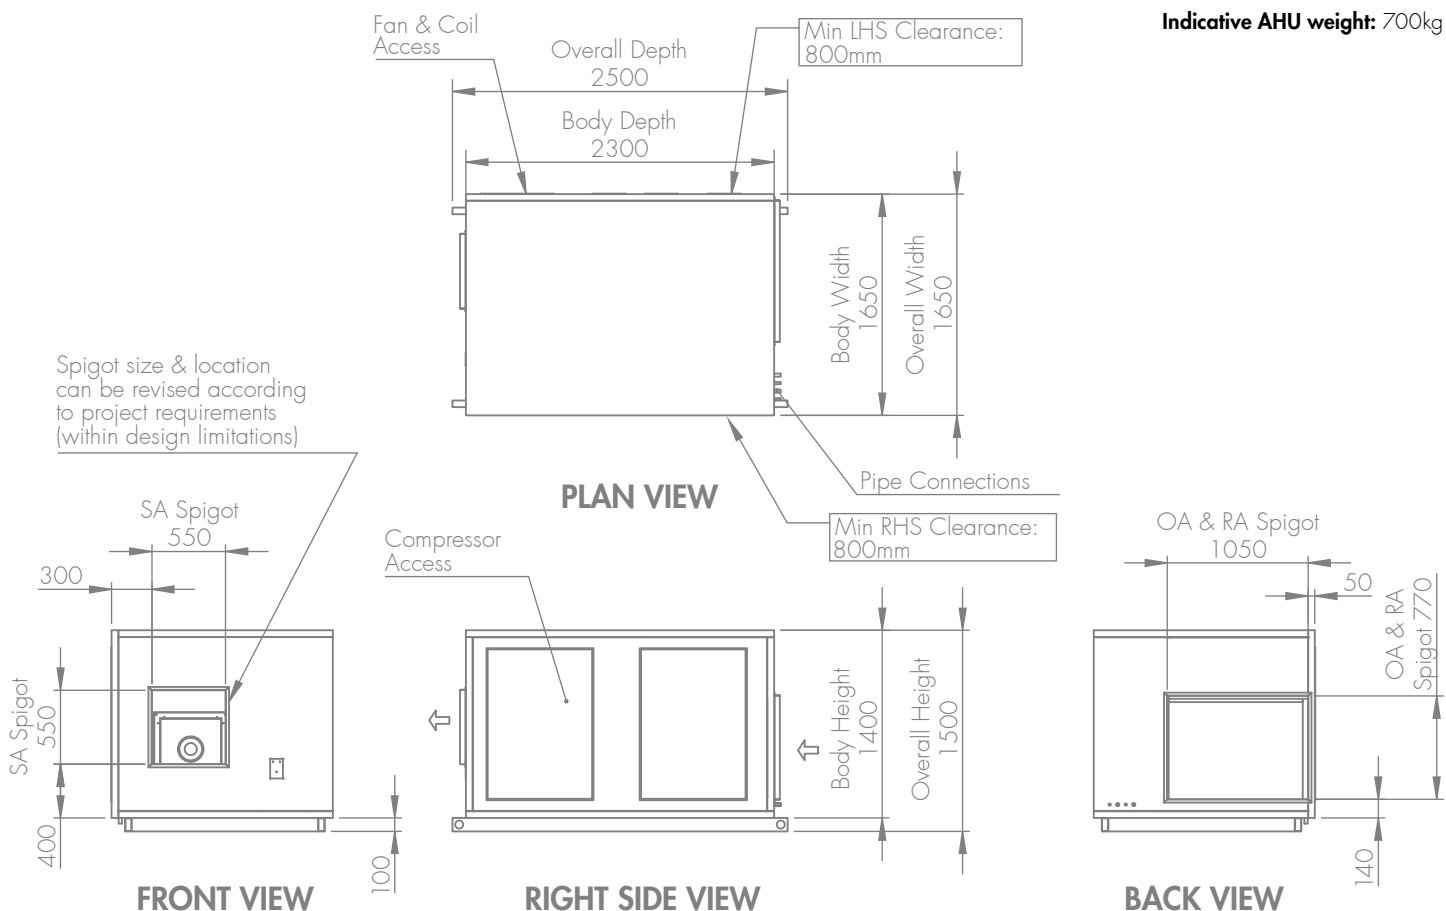 Indicative AHU weight: 700kg
Fan & Coil
Access
Overall Depth
2500
Min LHS Clearance:
800mm
Body Depth
2300
Body Width
1650
Overall Width
1650
Spigot size & location
can be revised according
to project requirements
(within design limitations)
Pipe Connections
PLAN VIEW
Min RHS Clearance:
800mm
SA Spigot
550
300
SA Spigot
550
400
100
FRONT VIEW
Compressor
Access
Body Height
1400
Overall Height
1500
RIGHT SIDE VIEW
OA & RA Spigot
1050
50
OA & RA
Spigot 770
140
BACK VIEW